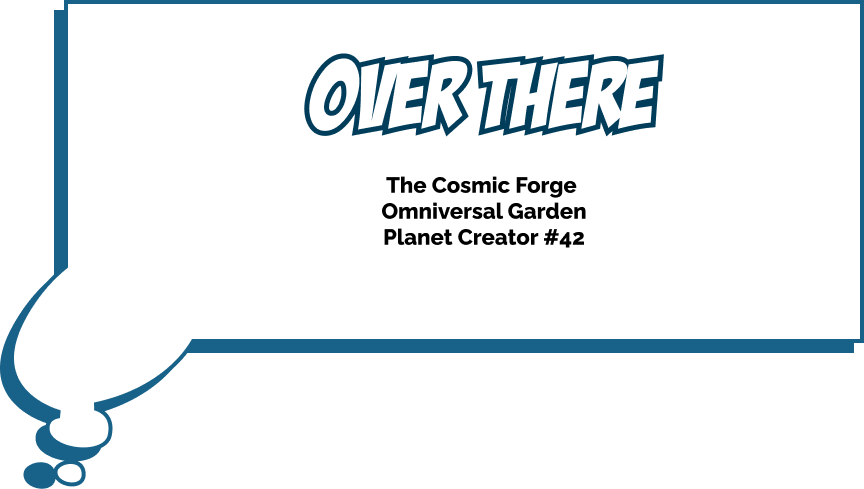 OVER THERE
The Cosmic Forge
Omniversal Garden
Planet Creator #42